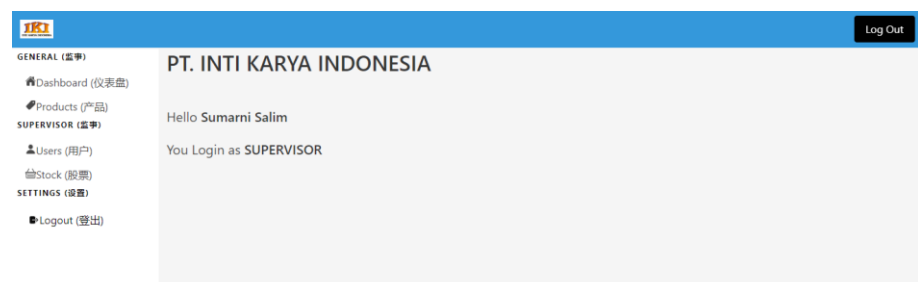 IKI
Log Out
GENERAL (监事)
Dashboard (仪表盘)
Products (产品)
SUPERVISOR (监事)
Users (用户)
Stock (股票)
SETTINGS (设置)
Logout (登出)
PT. INTI KARYA INDONESIA
Hello Sumarni Salim
You Login as SUPERVISOR